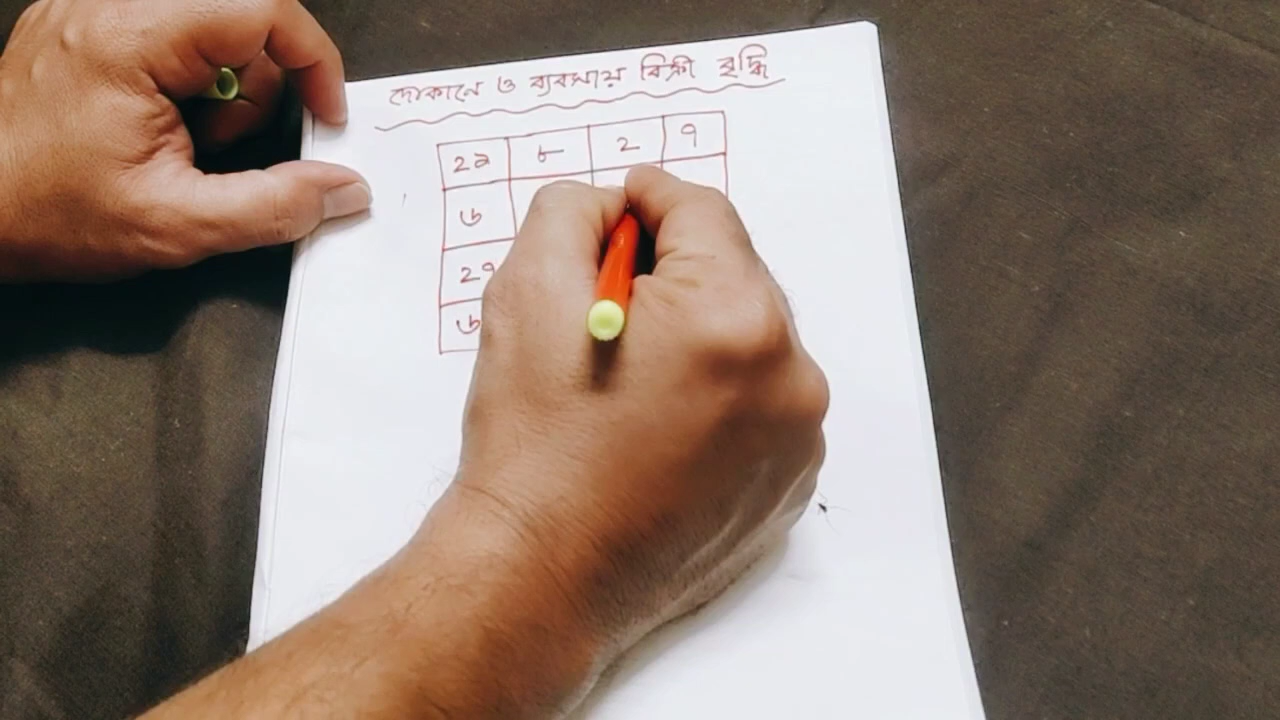 দোকানে ও ব্যবসায় বিক্রী বৃদ্ধি
২৯ ৮ ২ ৭
৬
২৭
৬